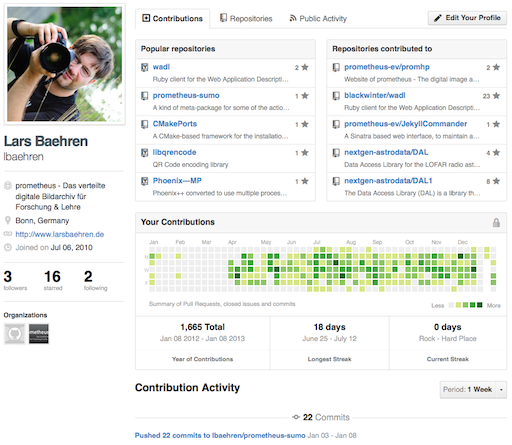 Contributions
Repositories
Public Activity
Edit Your Profile
Popular repositories
wadl
2
Ruby client for the Web Application Descripti...
prometheus-sumo
1
A kind of meta-package for some of the actio...
CMakePorts
1
A CMake-based framework for the installatio...
libqrencode
1
QR Code encoding library
Phoenix—MP
1
Phoenix++ converted to use multiple proces...
Repositories contributed to
prometheus-ev/promhp
2
Website of prometheus - The digital image a...
blackwinter/wadl
23
Ruby client for the Web Application Descript...
prometheus-ev/JekyllCommander
4
A Sinatra based web interface, to maintain a...
nextgen-astrodata/DAL
4
Data Access Library for the LOFAR radio ast...
nextgen-astrodata/DAL1
8
The Data Access Library (DAL) is a library th...
Lars Baehren
lbaehren
prometheus - Das verteilte
digitale Bildarchiv für
Forschung & Lehre
Bonn, Germany
http://www.larsbaehren.de
Joined on Jul 06, 2010
3
followers
16
starred
2
following
Organizations
Your Contributions
Jan Feb Mar Apr May Jun Jul Aug Sep Oct Nov Dec
M
W
F
Summary of Pull Requests, closed issues and commits
Less
More
1,665 Total
Jan 08 2012 - Jan 08 2013
Year of Contributions
18 days
June 25 - July 12
Longest Streak
0 days
Rock - Hard Place
Current Streak
Contribution Activity
Period: 1 Week
22 Commits
Pushed 22 commits to lbaehren/prometheus-sumo Jan 03 - Jan 08